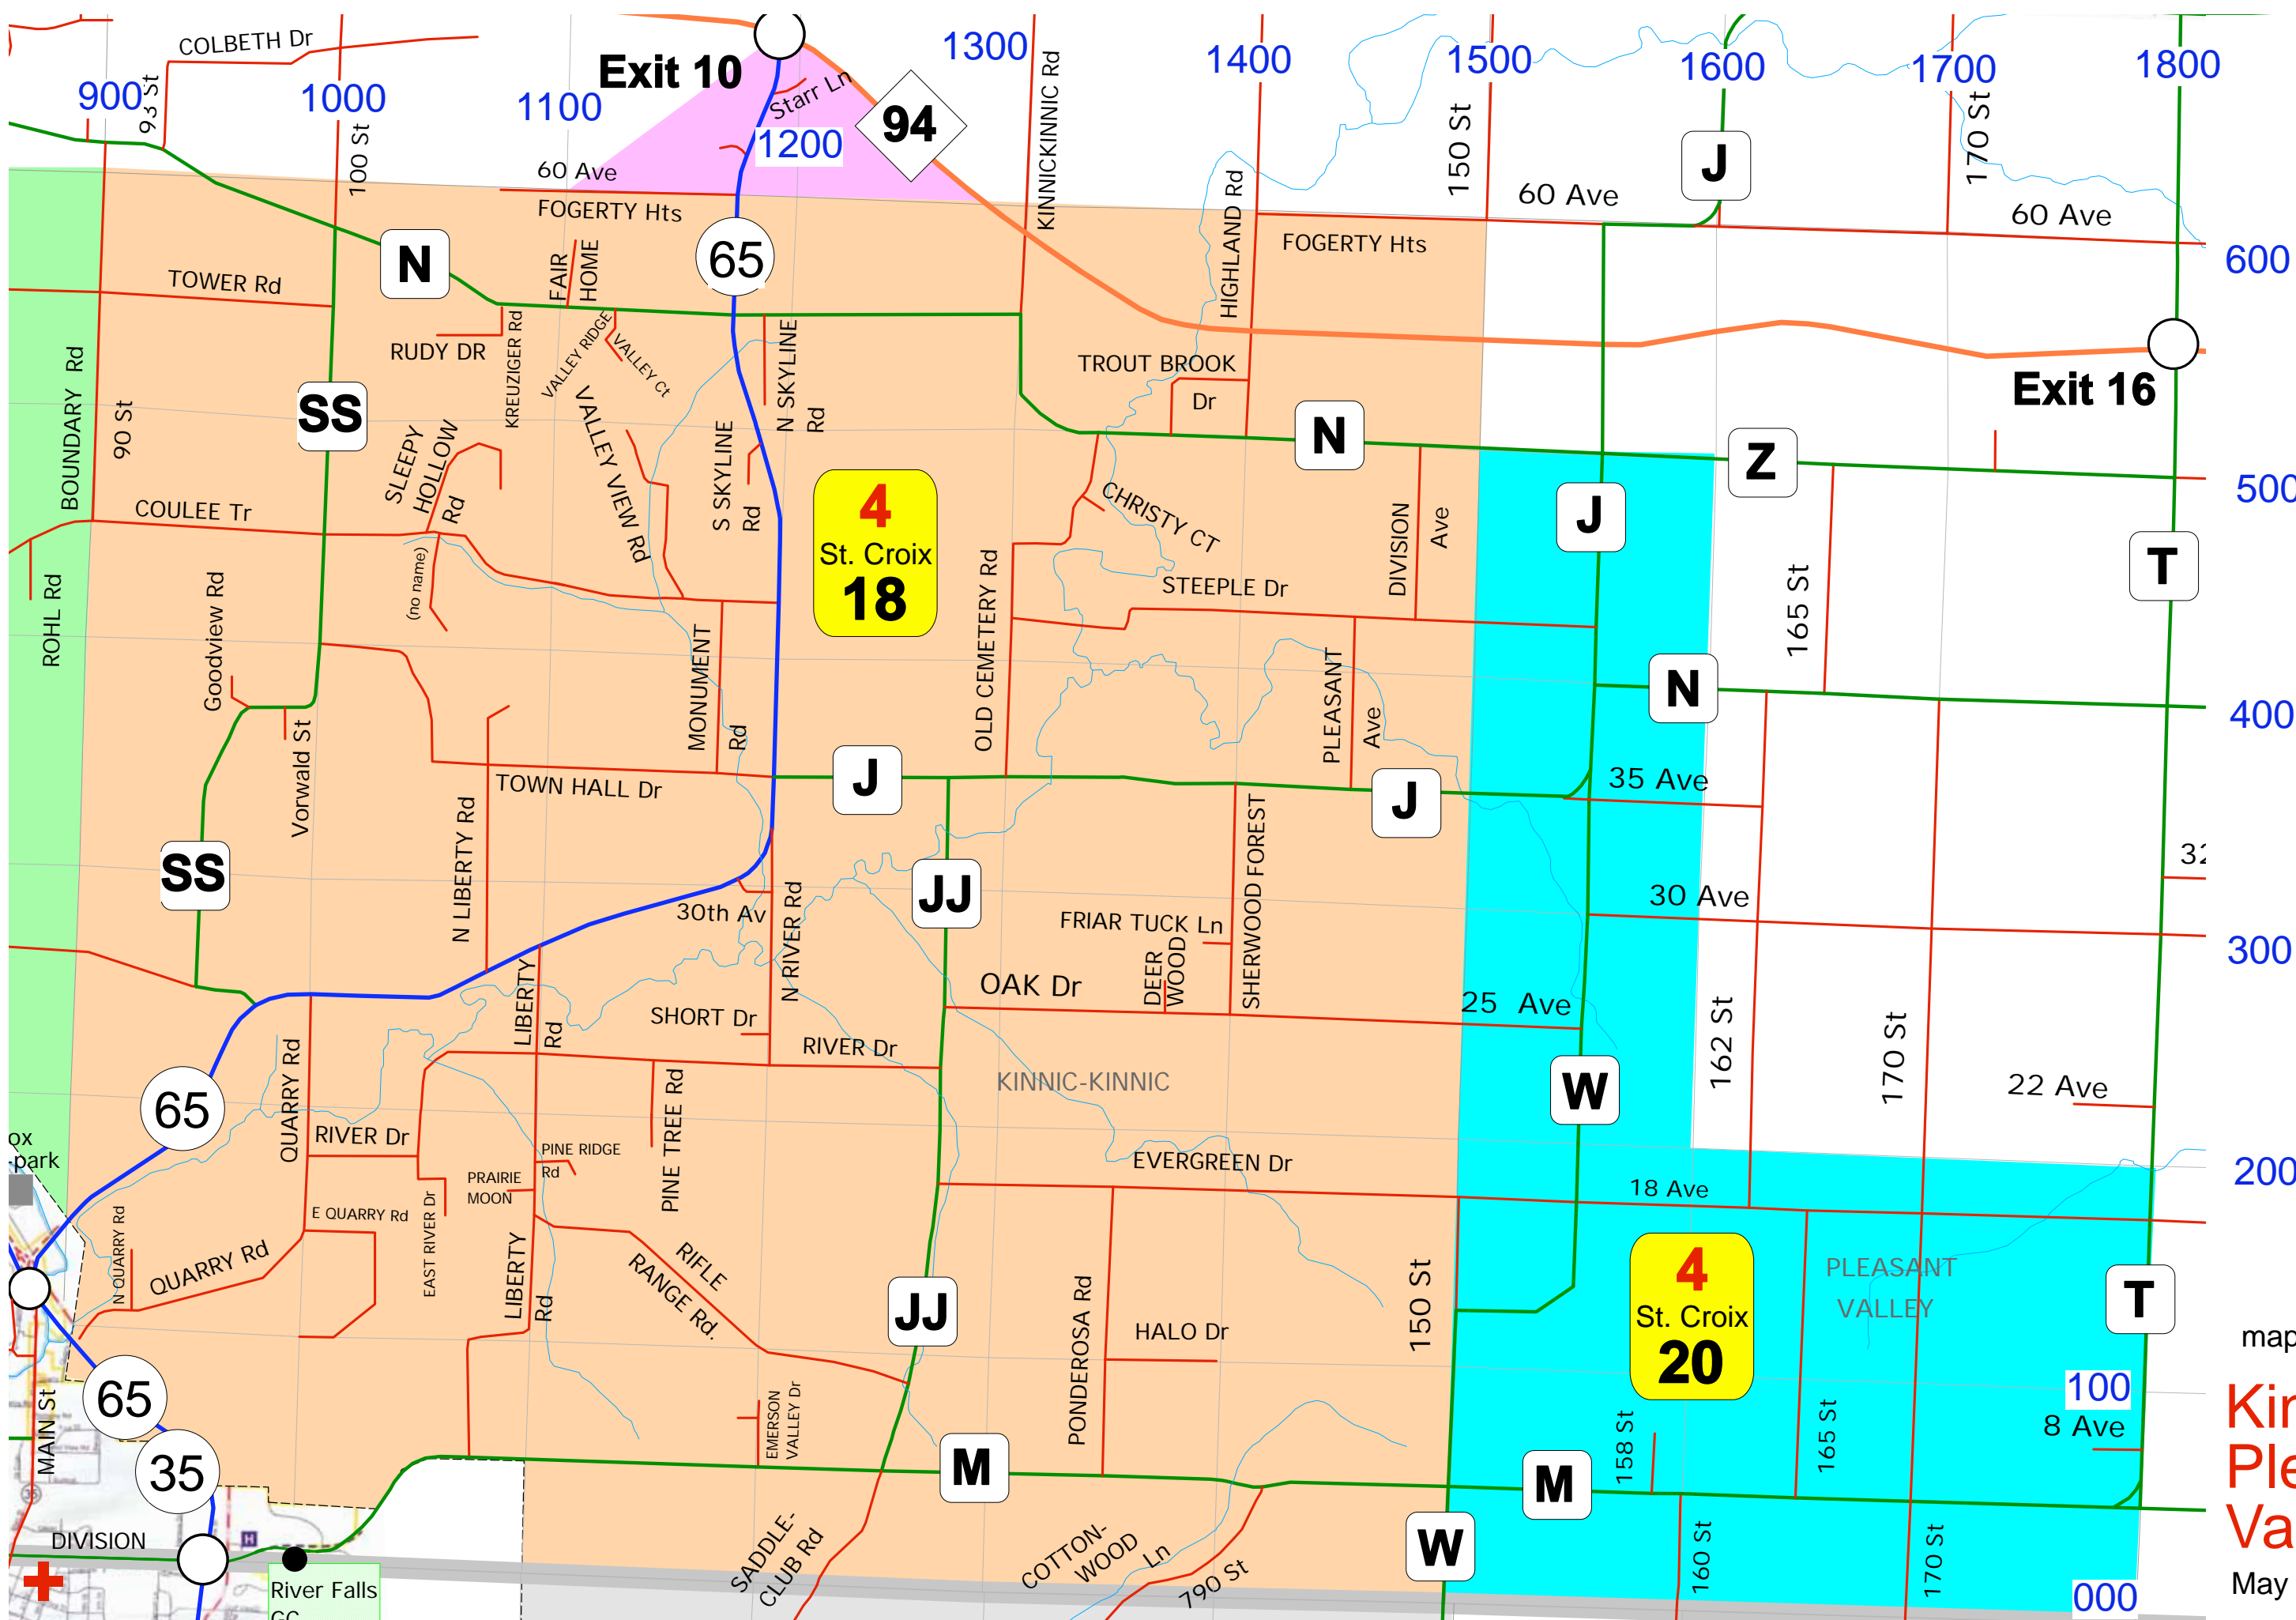 COLBETH Dr
93 St
900
1000
100 St
1100
Exit 10
Starr Ln
1200
94
1300
KINNICKINNIC Rd
1400
HIGHLAND Rd
1500
150 St
1600
J
1700
170 St
1800
60 Ave
FOGERTY Hts
60 Ave
60 Ave
FOGERTY Hts
600
N
65
FAIR
HOME
TOWER Rd
RUDY DR
KREUZIGER Rd
VALLEY RIDGE
VALLEY Ct
N SKYLINE
Rd
TROUT BROOK
Dr
Exit 16
BOUNDARY Rd
90 St
SS
SLEEPY
HOLLOW
Rd
VALLEY VIEW Rd
S SKYLINE
Rd
N
Z
500
COULEE Tr
4
St. Croix
18
CHRISTY CT
DIVISION
Ave
J
T
ROHL Rd
Goodview Rd
(no name)
OLD CEMETERY Rd
STEEPLE Dr
165 St
MONUMENT
Rd
PLEASANT
Ave
N
400
Vorwald St
TOWN HALL Dr
J
J
35 Ave
SS
N LIBERTY Rd
30th Av
N RIVER Rd
JJ
FRIAR TUCK Ln
DEER
WOOD
SHERWOOD FOREST
30 Ave
32
300
LIBERTY
Rd
SHORT Dr
OAK Dr
25 Ave
162 St
170 St
RIVER Dr
KINNIC-KINNIC
W
22 Ave
65
QUARRY Rd
RIVER Dr
PINE TREE Rd
PINE RIDGE
Rd
PRAIRIE
MOON
EVERGREEN Dr
18 Ave
200
ox
-park
N QUARRY Rd
QUARRY Rd
E QUARRY Rd
EAST RIVER Dr
LIBERTY
Rd
RIFLE
RANGE Rd.
JJ
PONDEROSA Rd
HALO Dr
150 St
4
St. Croix
20
PLEASANT
VALLEY
T
map
65
MAIN St
35
EMERSON
VALLEY Dr
M
M
158 St
165 St
100
8 Ave
Kin
Ple
Va
May
DIVISION
H
River Falls
GC
SADDLE-
CLUB Rd
COTTON-
WOOD
Ln
790 St
W
160 St
170 St
000